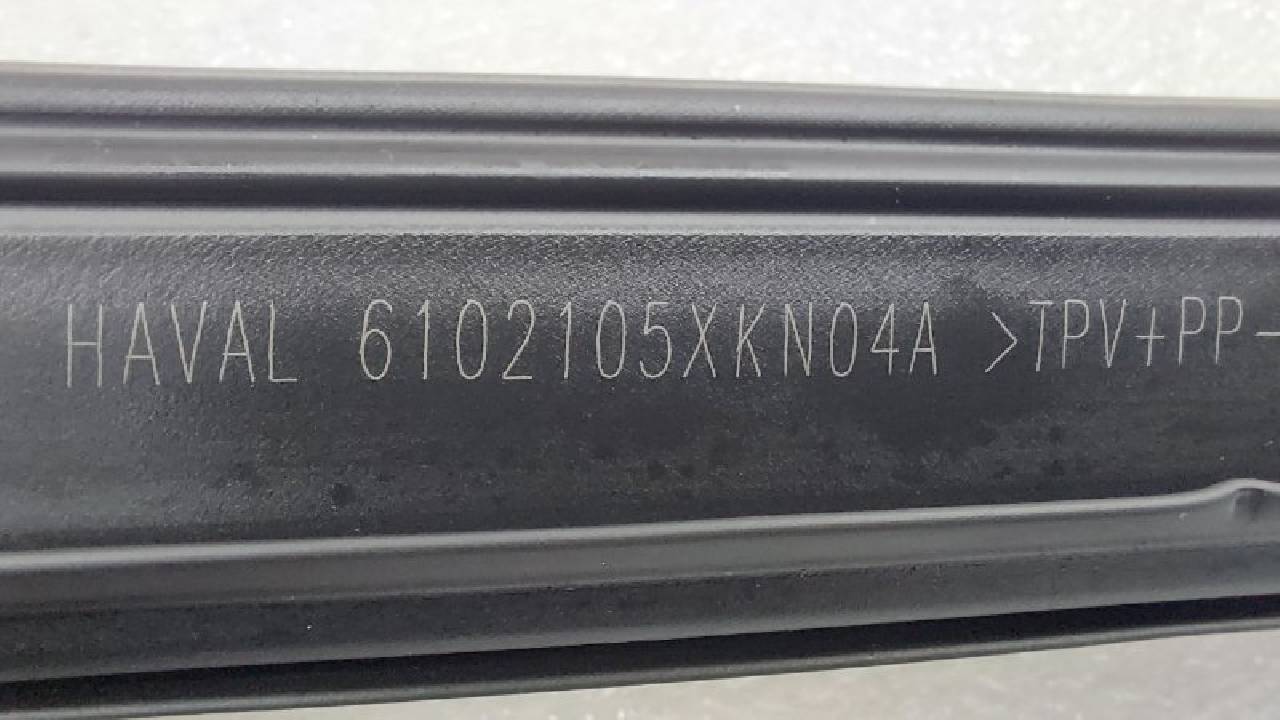 HAVAL 6102105XKN04A >TPV+PP-